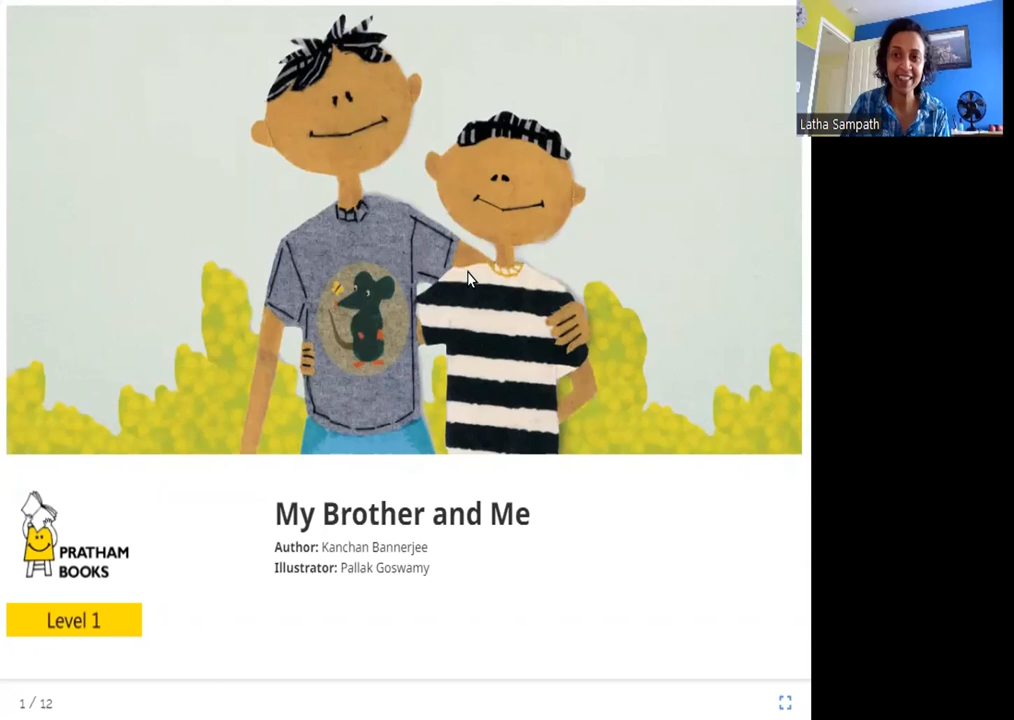 Latha Sampath
My Brother and Me
Author: Kanchan Bannerjee
Illustrator: Pallak Goswamy
PRATHAM
BOOKS
Level 1
1 / 12